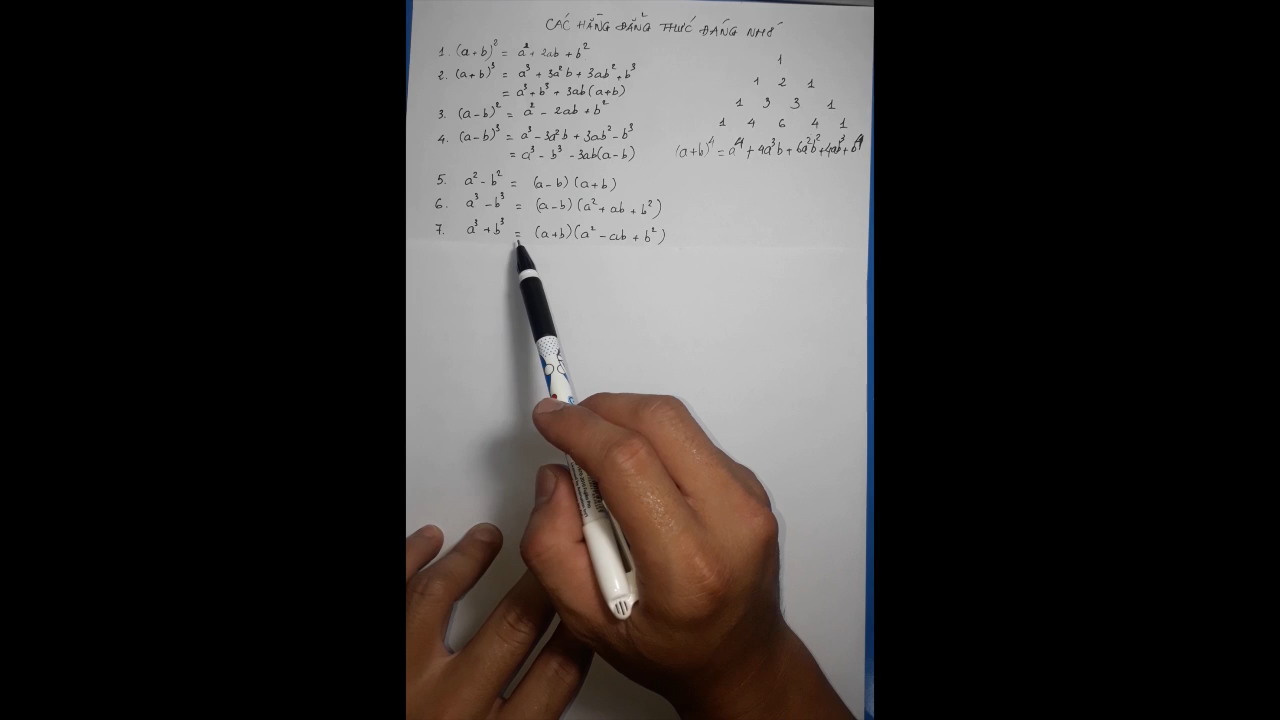 CÁC HẰNG ĐẲNG THỨC ĐÁNG NHỚ
1. (a+b)² = a² + 2ab + b²
2. (a+b)³ = a³ + 3a²b + 3ab² + b³
= a³ + b³ + 3ab(a+b)
3. (a-b)² = a² - 2ab + b²
4. (a-b)³ = a³ - 3a²b + 3ab² - b³
= a³ - b³ - 3ab(a-b)
5. a² - b² = (a-b)(a+b)
6. a³ - b³ = (a-b)(a² + ab + b²)
7. a³ + b³ = (a+b)(a² - ab + b²)
1
1 2 1
1 3 3 1
1 4 6 4 1
(a+b)⁴ = a⁴ + 4a³b + 6a²b² + 4ab³ + b⁴